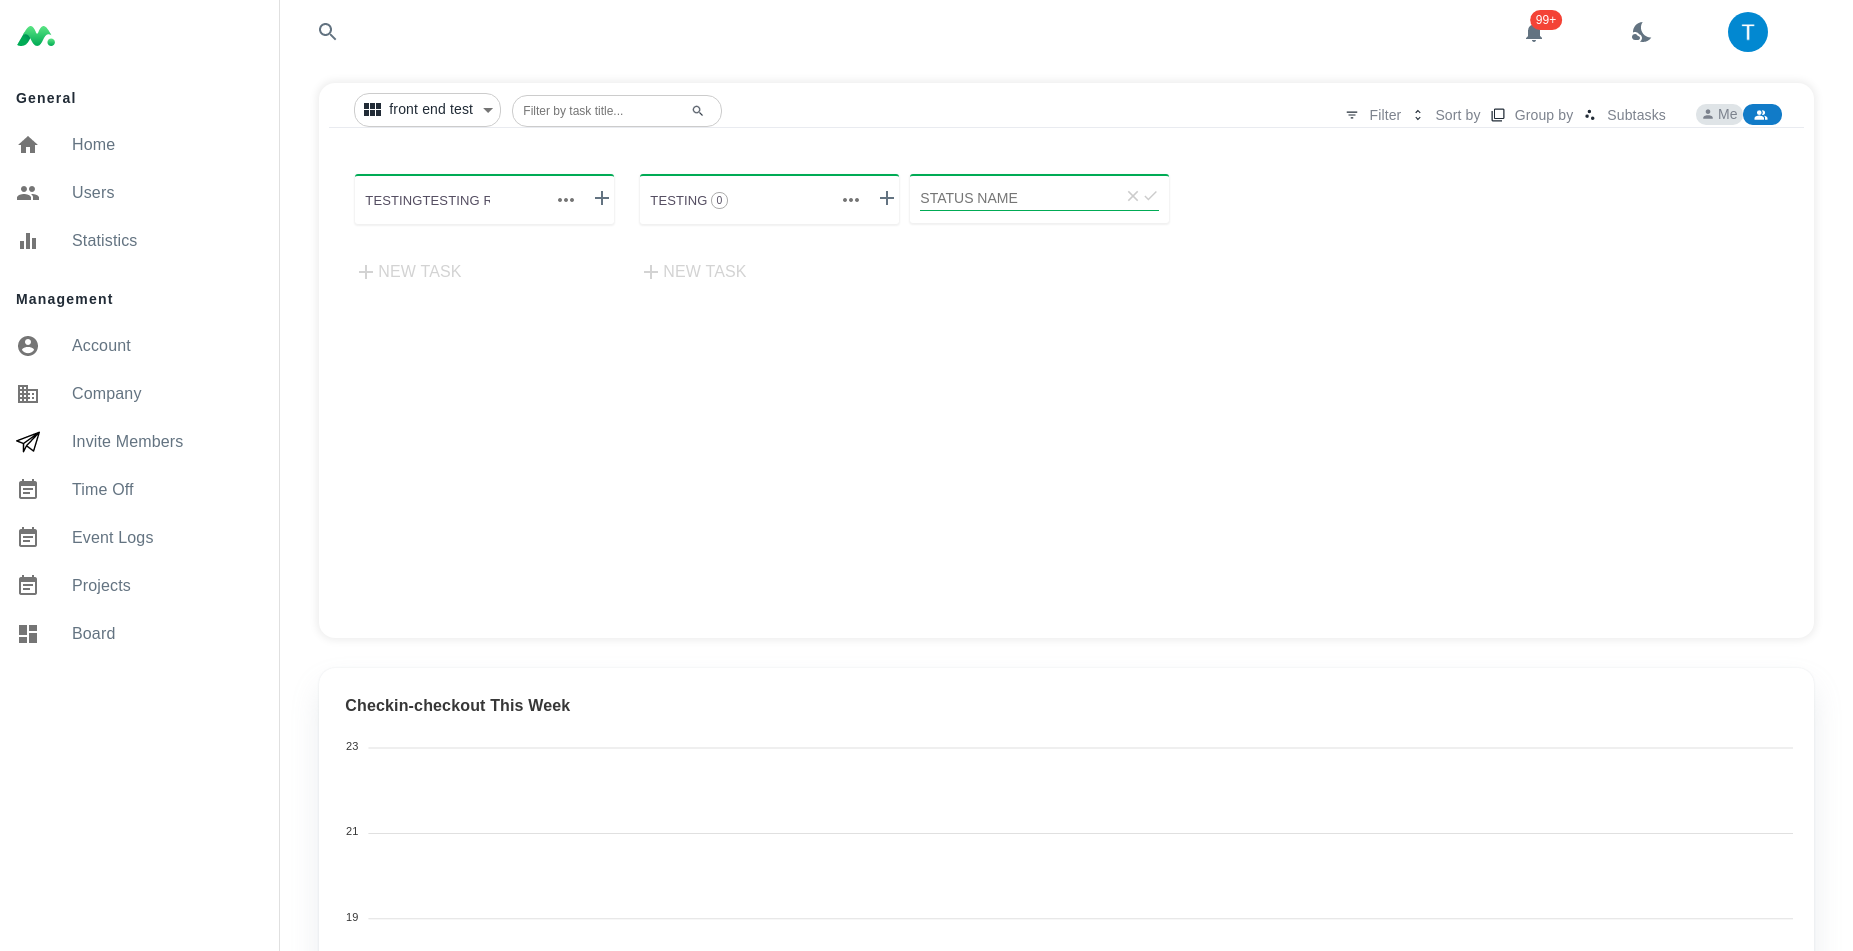 General
Home
Users
Statistics
Management
Account
Company
Invite Members
Time Off
Event Logs
Projects
Board
99+
T
front end test
Filter by task title...
Filter
Sort by
Group by
Subtasks
Me
TESTINGTESTING
TESTING 0
STATUS NAME
NEW TASK
NEW TASK
Checkin-checkout This Week
23
21
19